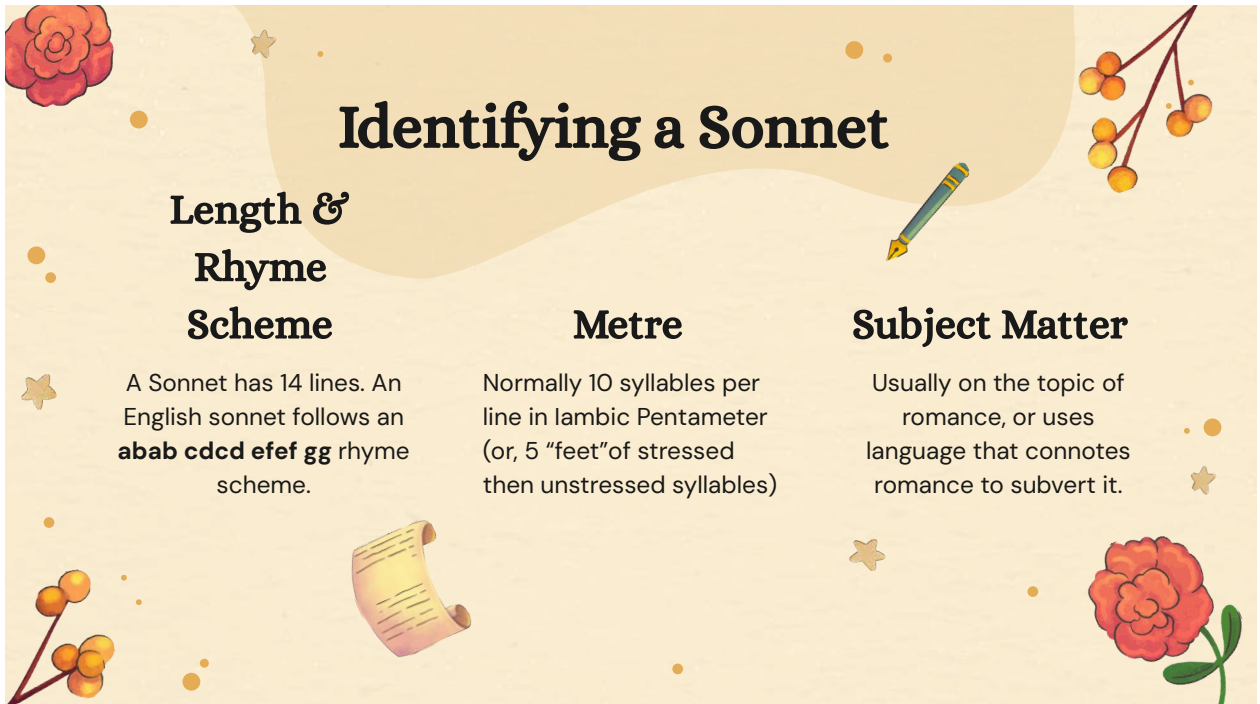 Identifying a Sonnet
Length &
Rhyme
Scheme
A Sonnet has 14 lines. An
English sonnet follows an
abab cdcd efef gg rhyme
scheme.
Metre
Normally 10 syllables per
line in Iambic Pentameter
(or, 5 “feet”of stressed
then unstressed syllables)
Subject Matter
Usually on the topic of
romance, or uses
language that connotes
romance to subvert it.